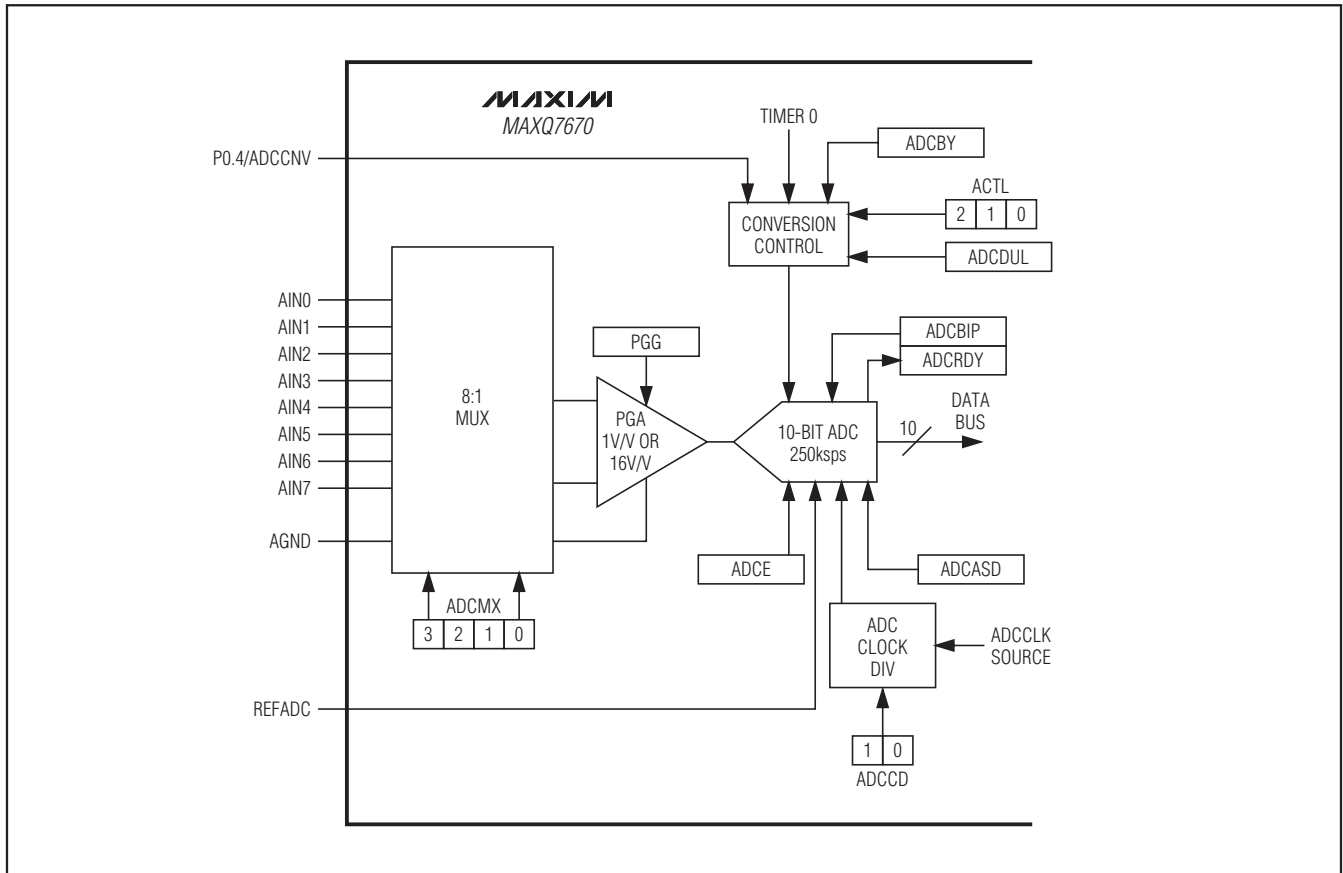 MAXIM
MAXQ7670
TIMER 0
P0.4/ADCCNV
ADCBY
ACTL
2 1 0
CONVERSION
CONTROL
ADCDUL
AIN0
AIN1
AIN2
AIN3
AIN4
AIN5
AIN6
AIN7
AGND
8:1
MUX
PGG
PGA
1V/V OR
16V/V
ADCBIP
ADCRDY
10-BIT ADC
250ksps
10
DATA
BUS
ADCE
ADCASD
ADCMX
3 2 1 0
ADC
CLOCK
DIV
ADCCLK
SOURCE
REFADC
1 0
ADCCD